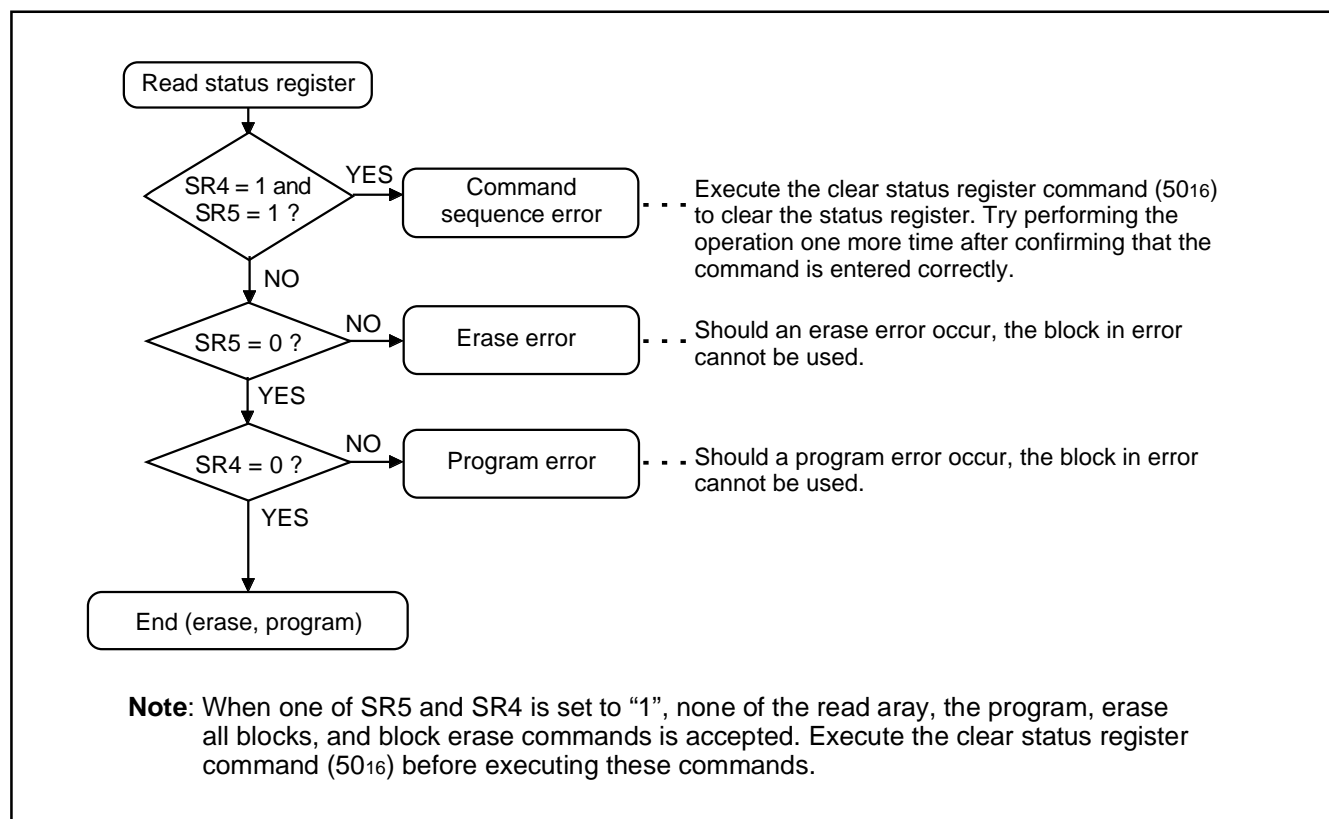 Read status register
SR4 = 1 and
SR5 = 1 ?
YES
Command
sequence error
Execute the clear status register command (5016)
to clear the status register. Try performing the
operation one more time after confirming that the
command is entered correctly.
NO
SR5 = 0 ?
NO
Erase error
Should an erase error occur, the block in error
cannot be used.
YES
SR4 = 0 ?
NO
Program error
Should a program error occur, the block in error
cannot be used.
YES
End (erase, program)
Note: When one of SR5 and SR4 is set to “1”, none of the read aray, the program, erase
all blocks, and block erase commands is accepted. Execute the clear status register
command (5016) before executing these commands.